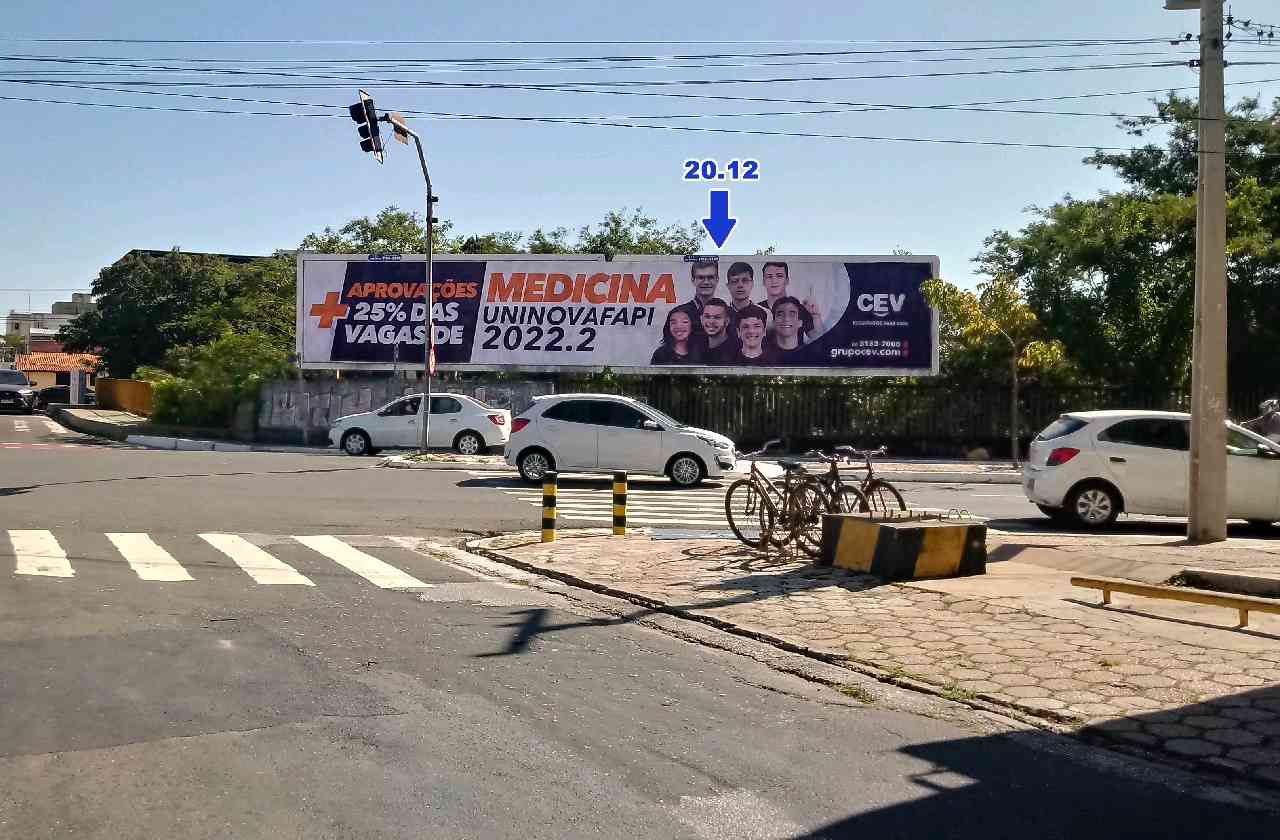 20.12
APROVAÇÕES
25% DAS
VAGAS DE
MEDICINA
UNINOVAFAPI
2022.2
CEV
grupocev.com